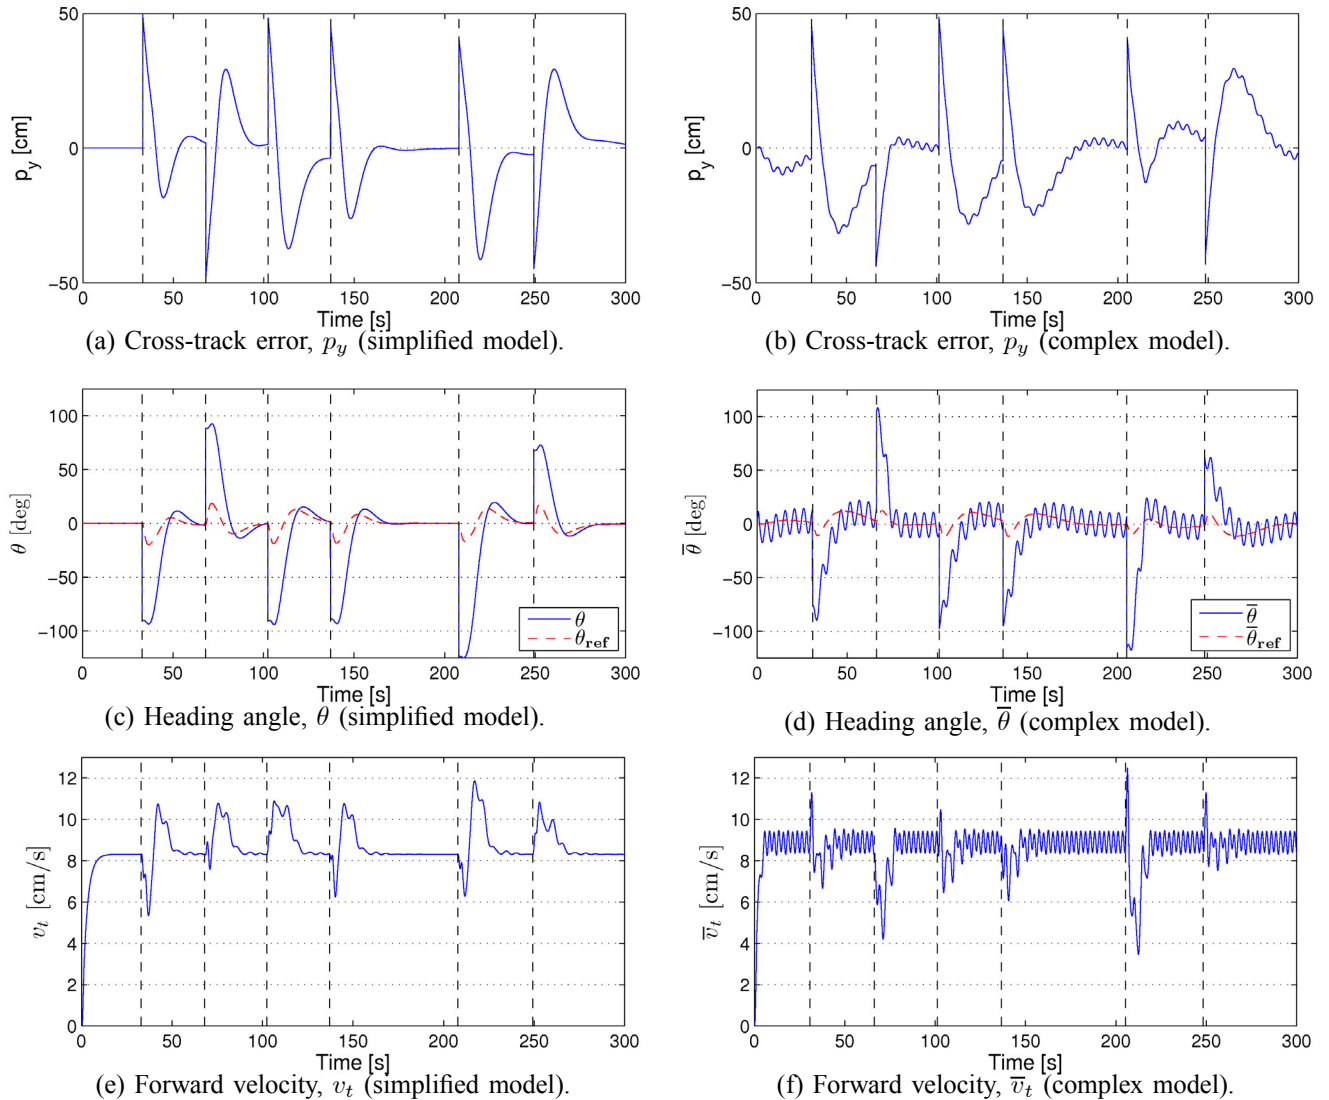 50
0
−50
p_y [cm]
0 50 100 150 200 250 300
Time [s]
(a) Cross-track error, p_y (simplified model).
50
0
−50
p_y [cm]
0 50 100 150 200 250 300
Time [s]
(b) Cross-track error, p_y (complex model).
100
50
0
−50
−100
θ [deg]
θ
θ_ref
0 50 100 150 200 250 300
Time [s]
(c) Heading angle, θ (simplified model).
100
50
0
−50
−100
θ̅ [deg]
θ̅
θ̅_ref
0 50 100 150 200 250 300
Time [s]
(d) Heading angle, θ̅ (complex model).
12
10
8
6
4
2
0
v_t [cm/s]
0 50 100 150 200 250 300
Time [s]
(e) Forward velocity, v_t (simplified model).
12
10
8
6
4
2
0
v̅_t [cm/s]
0 50 100 150 200 250 300
Time [s]
(f) Forward velocity, v̅_t (complex model).